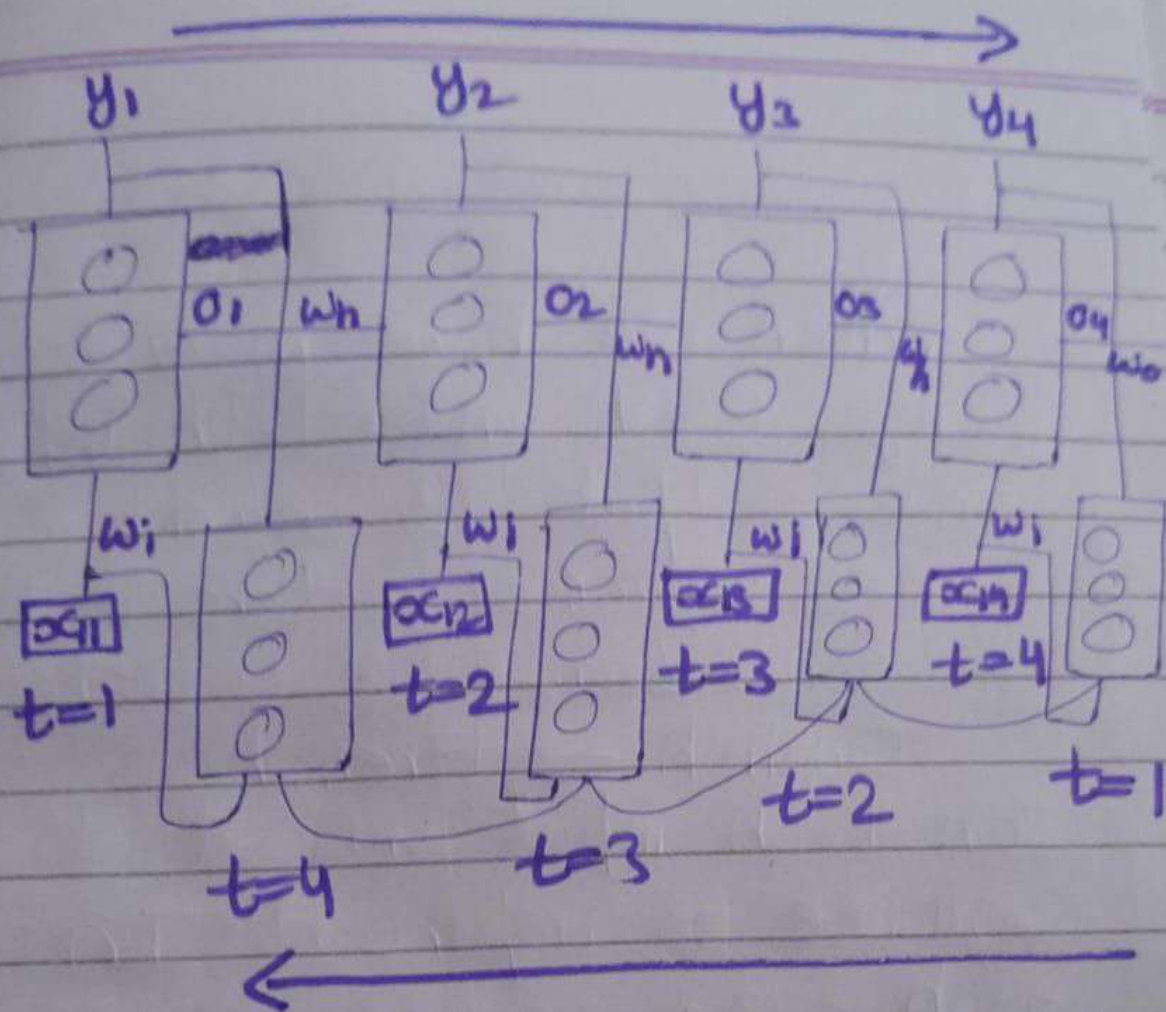 y1 y2 y3 y4
O1 wh O2 wh O3 wh O4 wo
wi wi wi wi
x11 x12 x13 x14
t=1 t=2 t=3 t=4
t=4 t=3 t=2 t=1